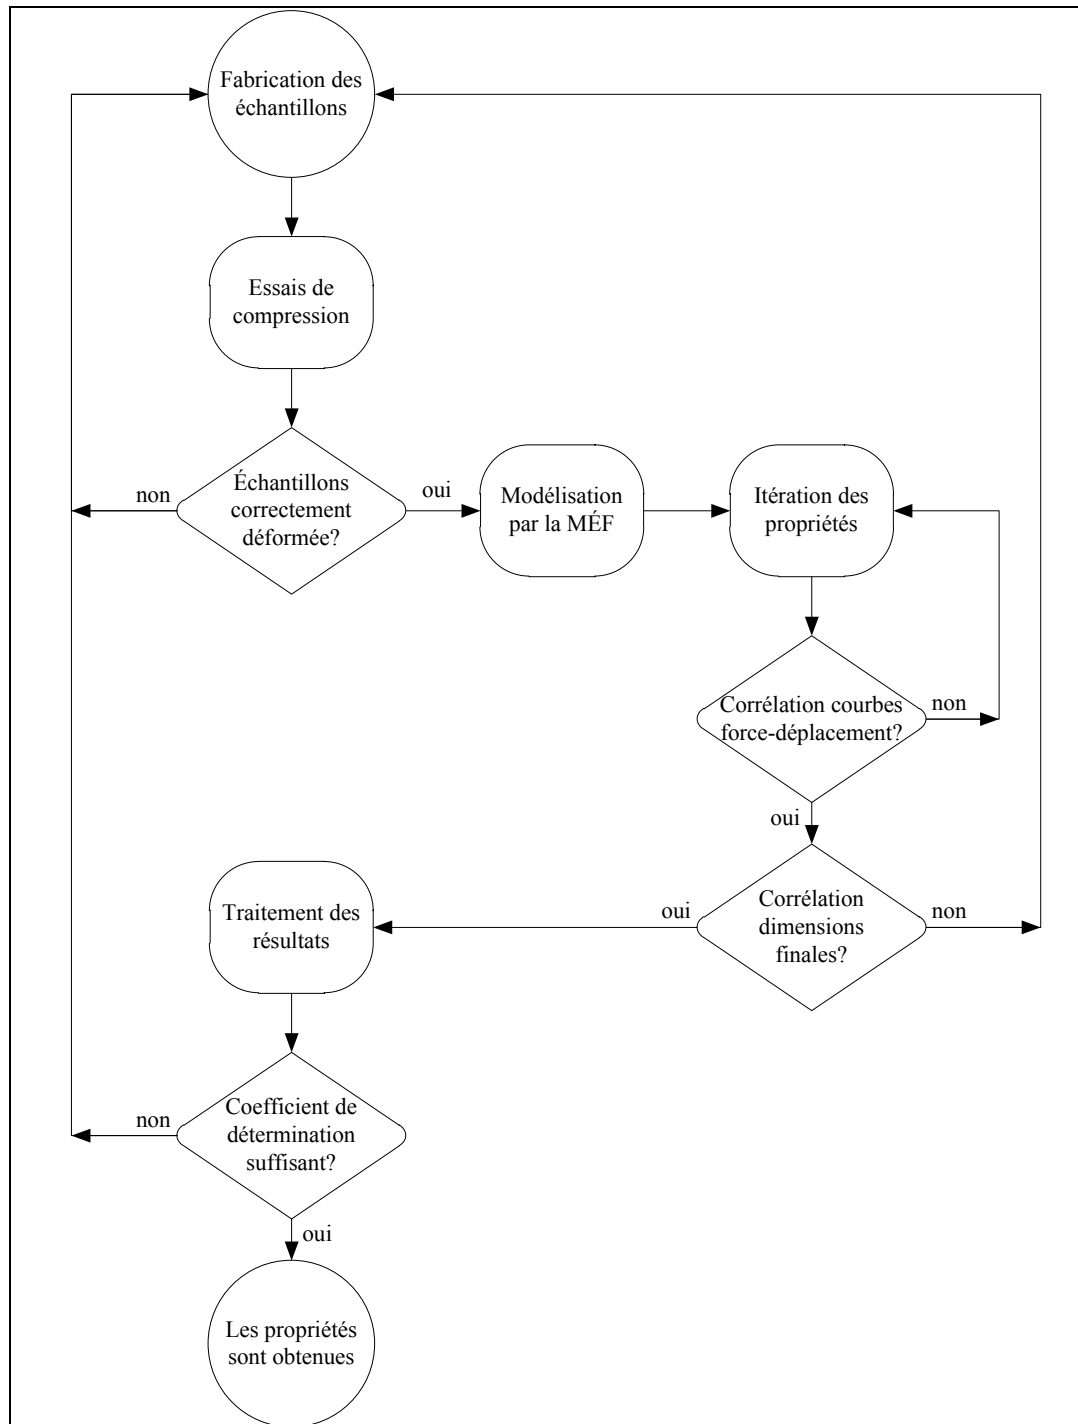 Fabrication des
échantillons
Essais de
compression
Échantillons
correctement
déformée?
non
oui
Modélisation
par la MÉF
Itération des
propriétés
Corrélation courbes
force-déplacement?
non
oui
Corrélation
dimensions
finales?
non
oui
Traitement des
résultats
Coefficient de
détermination
suffisant?
non
oui
Les propriétés
sont obtenues